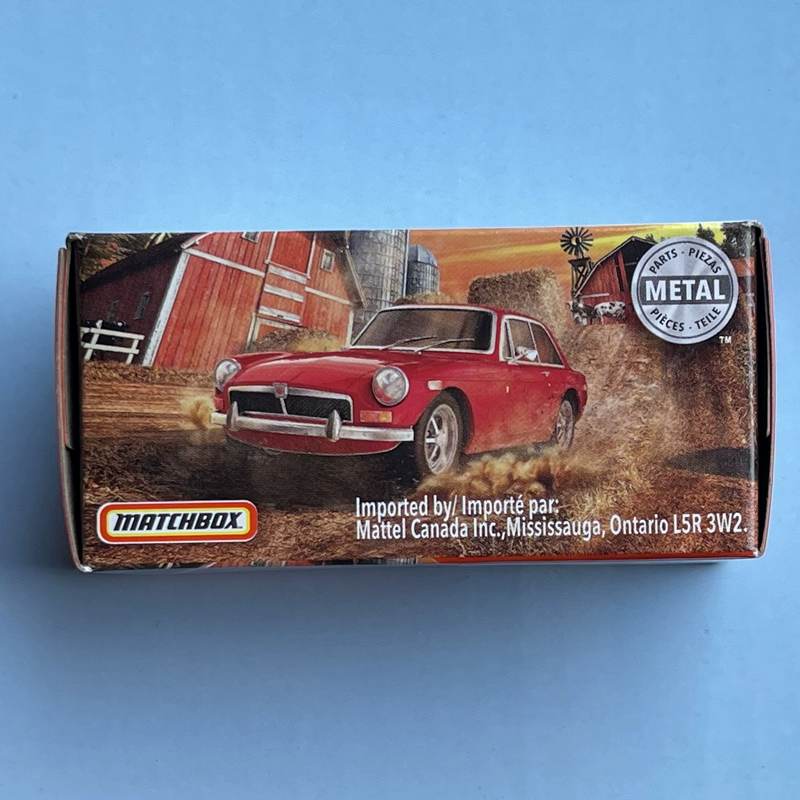 PARTS - PIEZAS
METAL
PIÈCES - TEILE
TM
MATCHBOX
Imported by/ Importé par:
Mattel Canada Inc.,Mississauga, Ontario L5R 3W2.